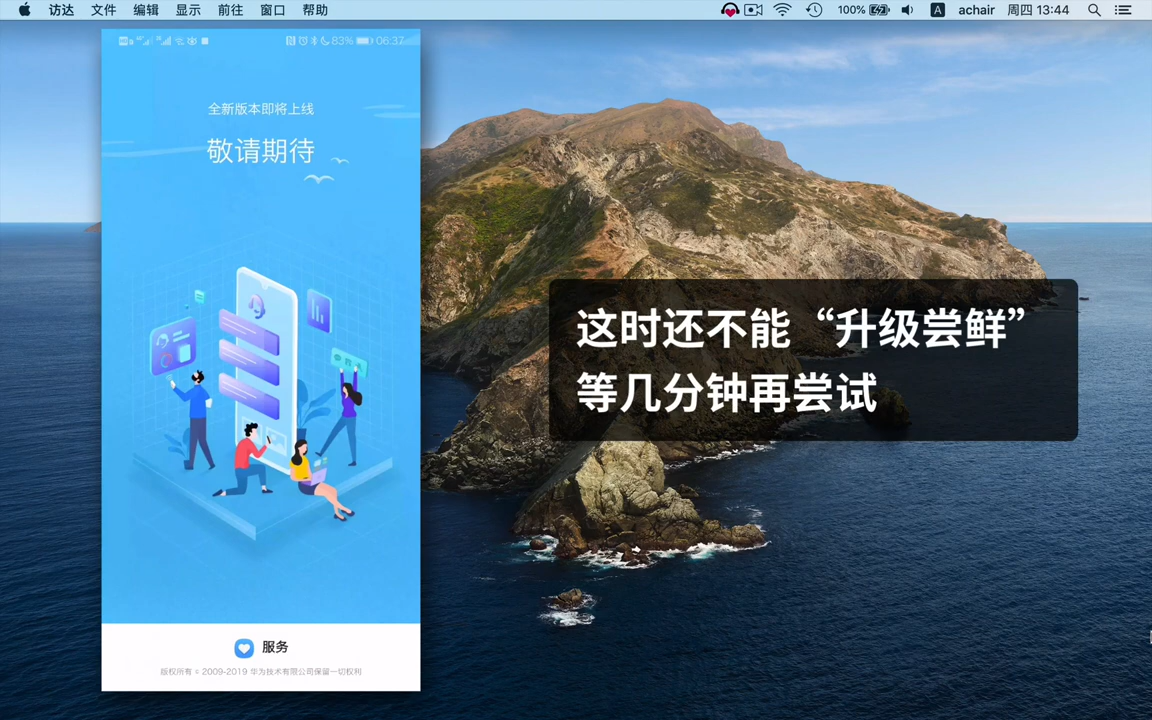 访达 文件 编辑 显示 前往 窗口 帮助
100% A achair 周四 13:44
83% 06:37
全新版本即将上线
敬请期待
这时还不能“升级尝鲜”
等几分钟再尝试
服务
版权所有 © 2009-2019 华为技术有限公司保留一切权利